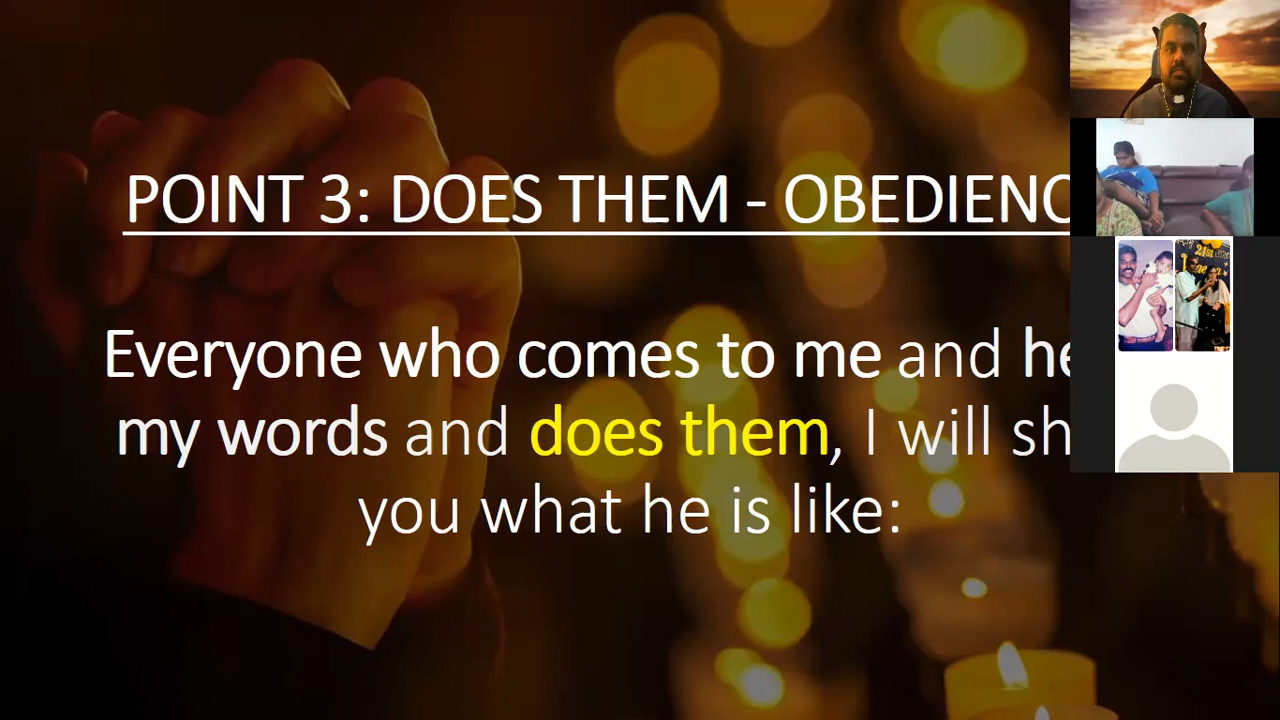 POINT 3: DOES THEM - OBEDIENC
Everyone who comes to me and he
my words and does them, I will sh
you what he is like:
21st